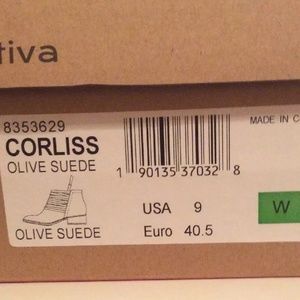 tiva
8353629
CORLISS
OLIVE SUEDE
MADE IN C
1 90135 37032 8
USA 9
W
OLIVE SUEDE
Euro 40.5